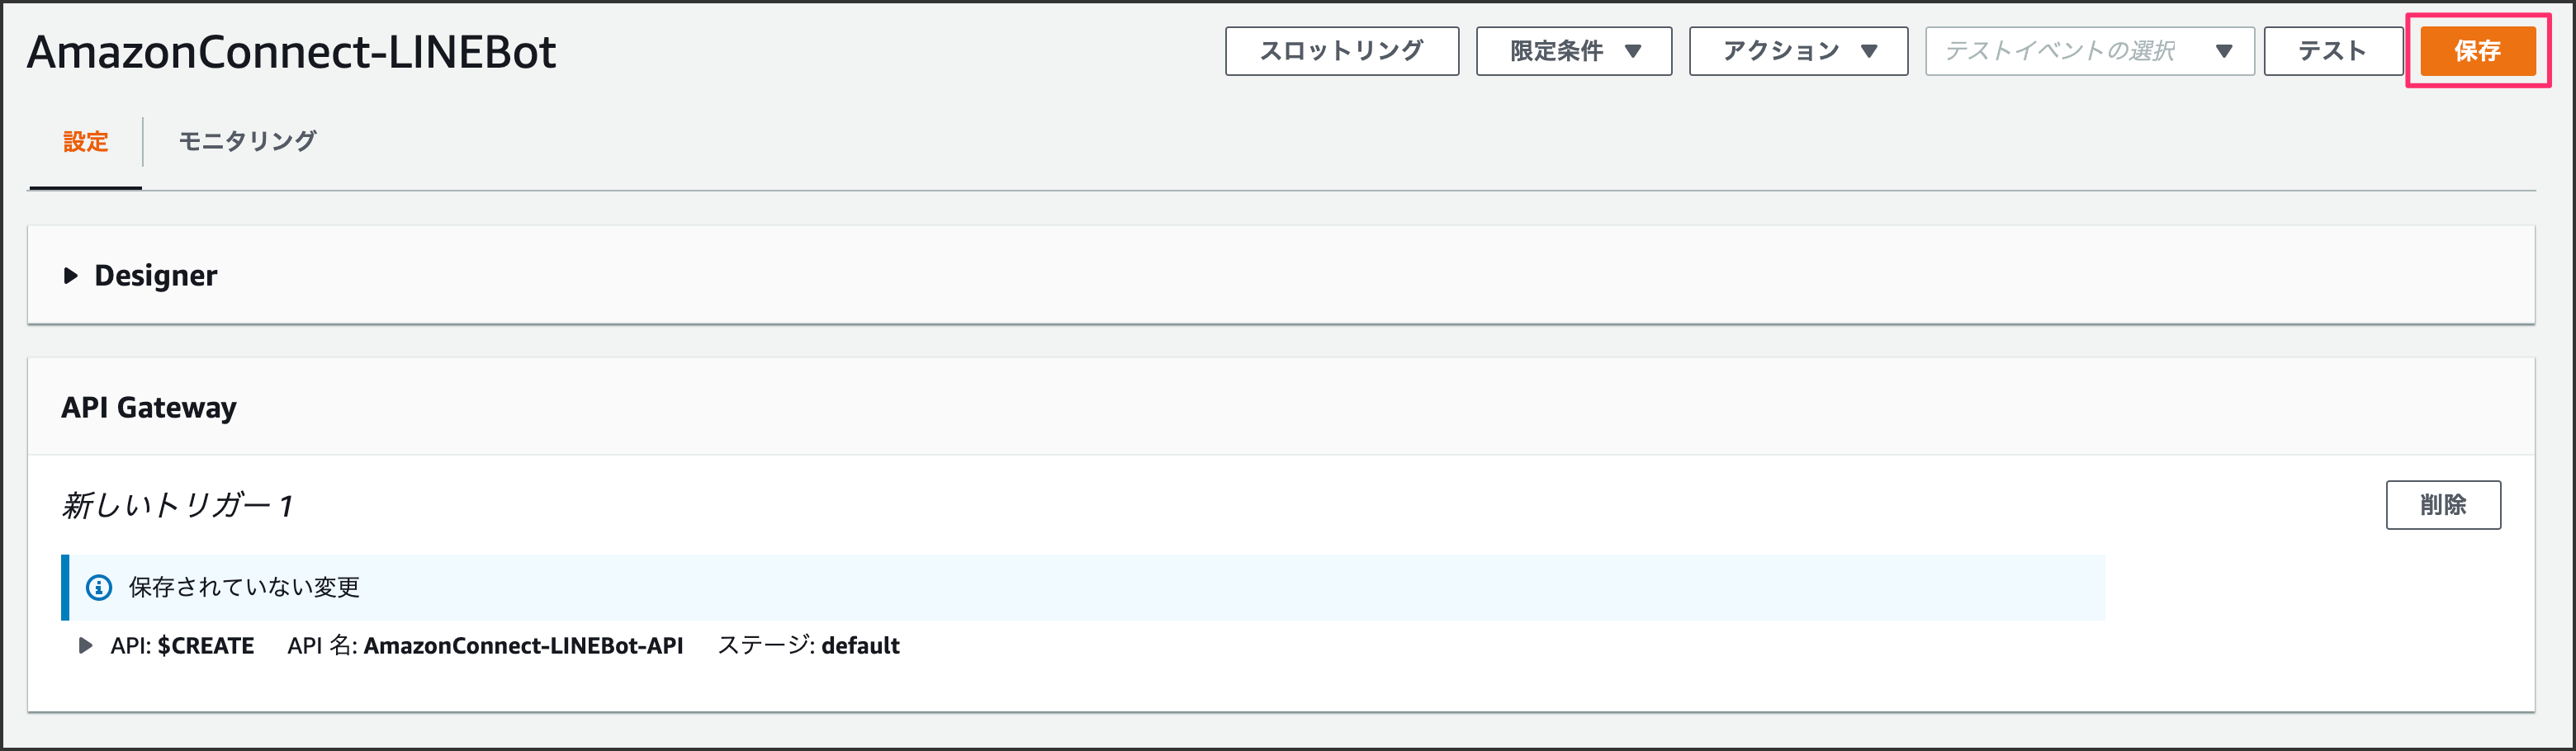 AmazonConnect-LINEBot
スロットリング
限定条件
アクション
テストイベントの選択
テスト
保存
設定
モニタリング
Designer
API Gateway
新しいトリガー 1
削除
保存されていない変更
API: $CREATE API 名: AmazonConnect-LINEBot-API ステージ: default